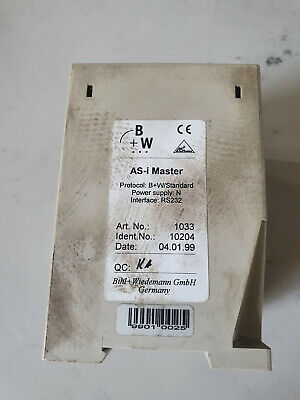 B
+W
CE
AS-i Master
Protocol: B+W/Standard
Power supply: N
Interface: RS232
Art. No.: 1033
Ident.No.: 10204
Date: 04.01.99
QC:
Bihl+Wiedemann GmbH
Germany
9901 0025